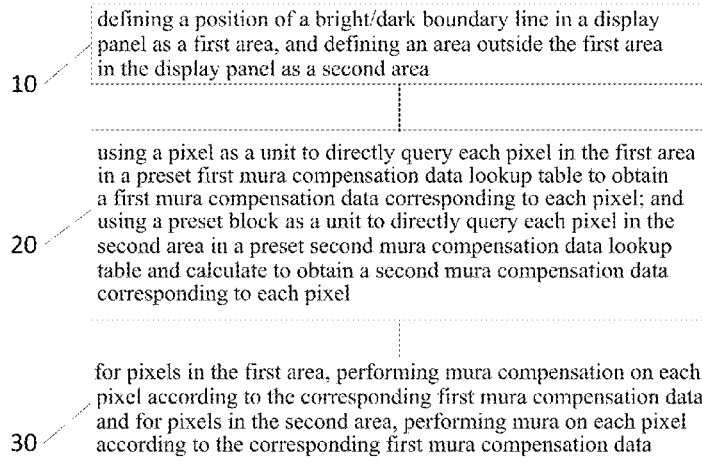 defining a position of a bright/dark boundary line in a display
panel as a first area, and defining an area outside the first area
in the display panel as a second area
10
using a pixel as a unit to directly query each pixel in the first area
in a preset first mura compensation data lookup table to obtain
a first mura compensation data corresponding to each pixel; and
using a preset block as a unit to directly query each pixel in the
second area in a preset second mura compensation data lookup
table and calculate to obtain a second mura compensation data
corresponding to each pixel
20
for pixels in the first area, performing mura compensation on each
pixel according to the corresponding first mura compensation data
and for pixels in the second area, performing mura on each pixel
according to the corresponding first mura compensation data
30